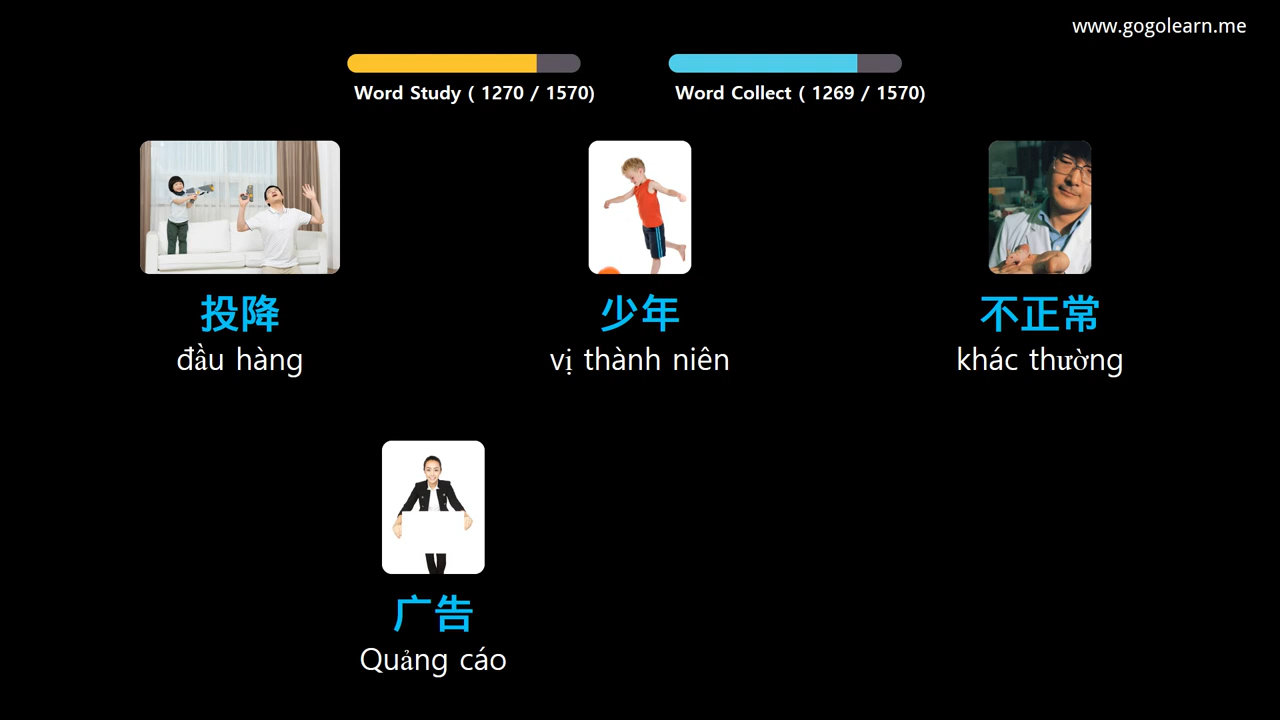 www.gogolearn.me
Word Study ( 1270 / 1570)
Word Collect ( 1269 / 1570)
投降
đầu hàng
少年
vị thành niên
不正常
khác thường
广告
Quảng cáo